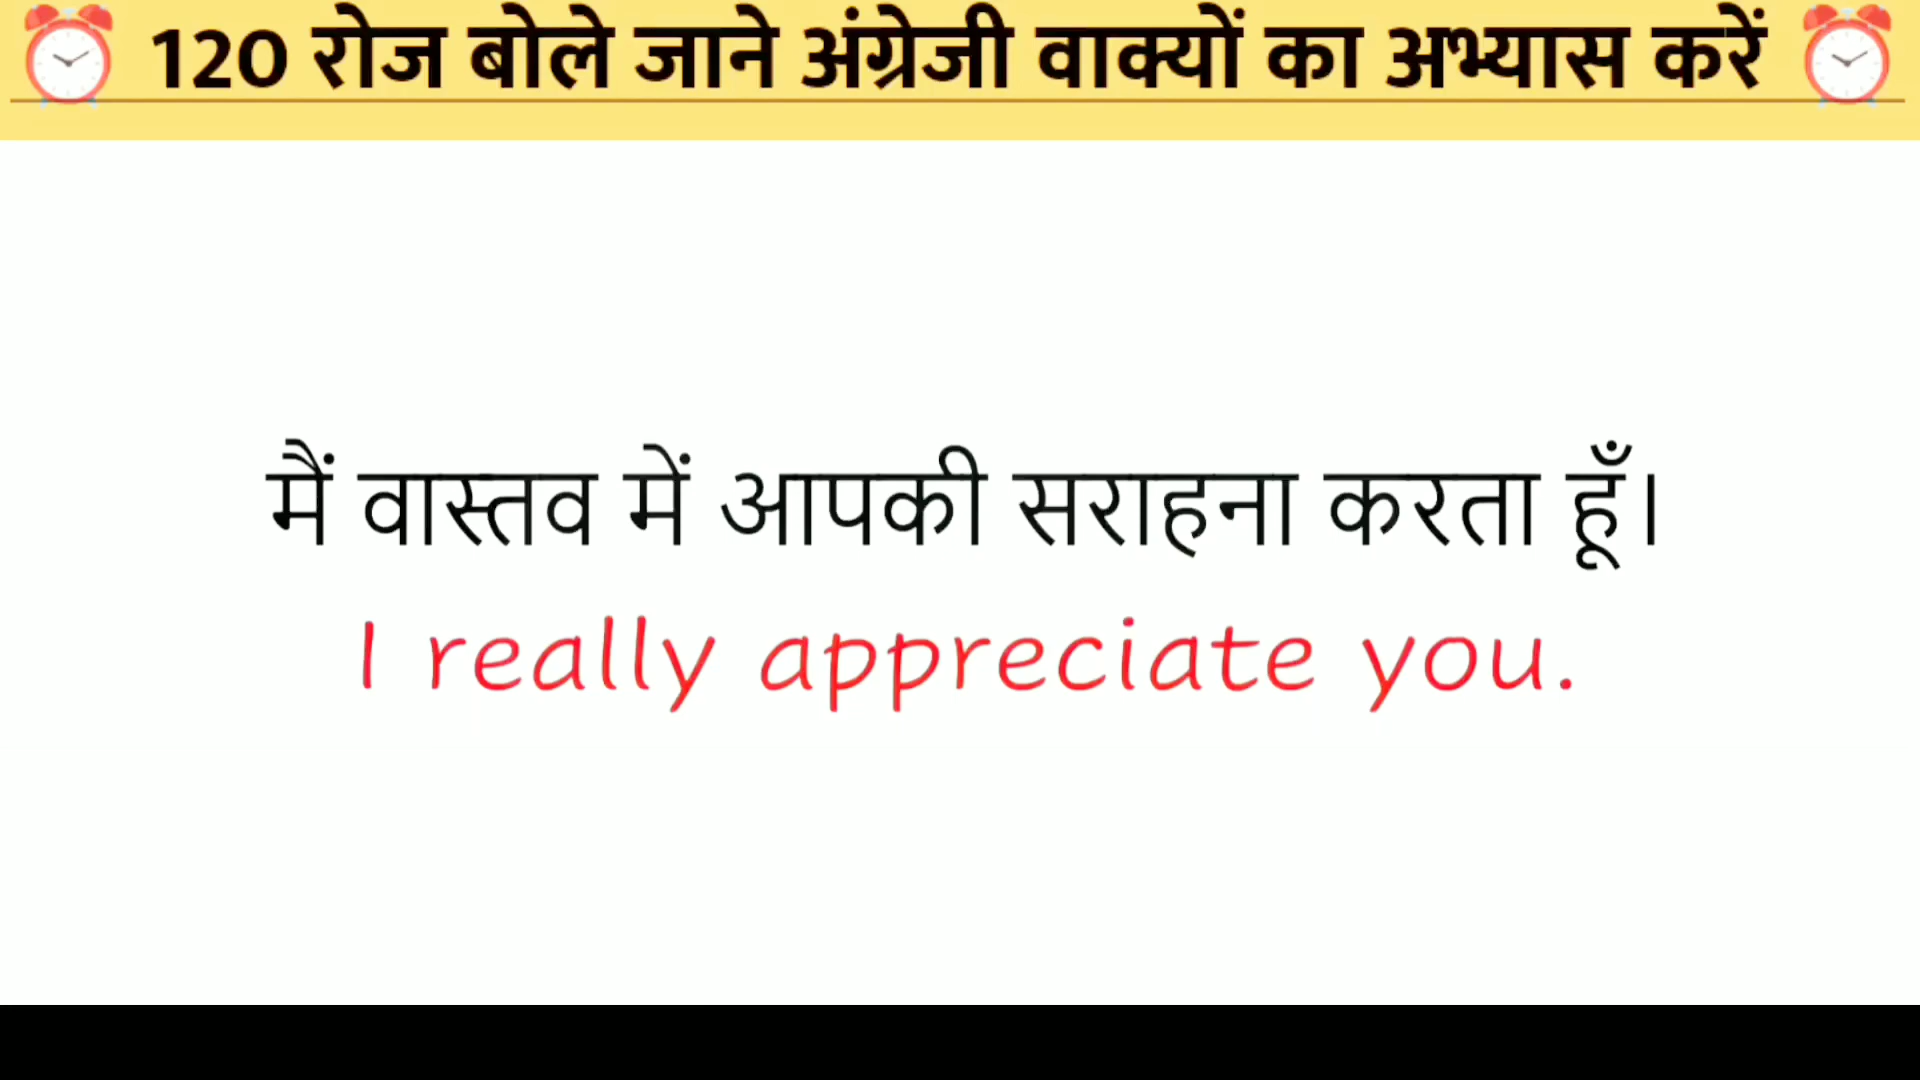 120 रोज बोले जाने अंग्रेजी वाक्यों का अभ्यास करें
मैं वास्तव में आपकी सराहना करता हूँ।
I really appreciate you.